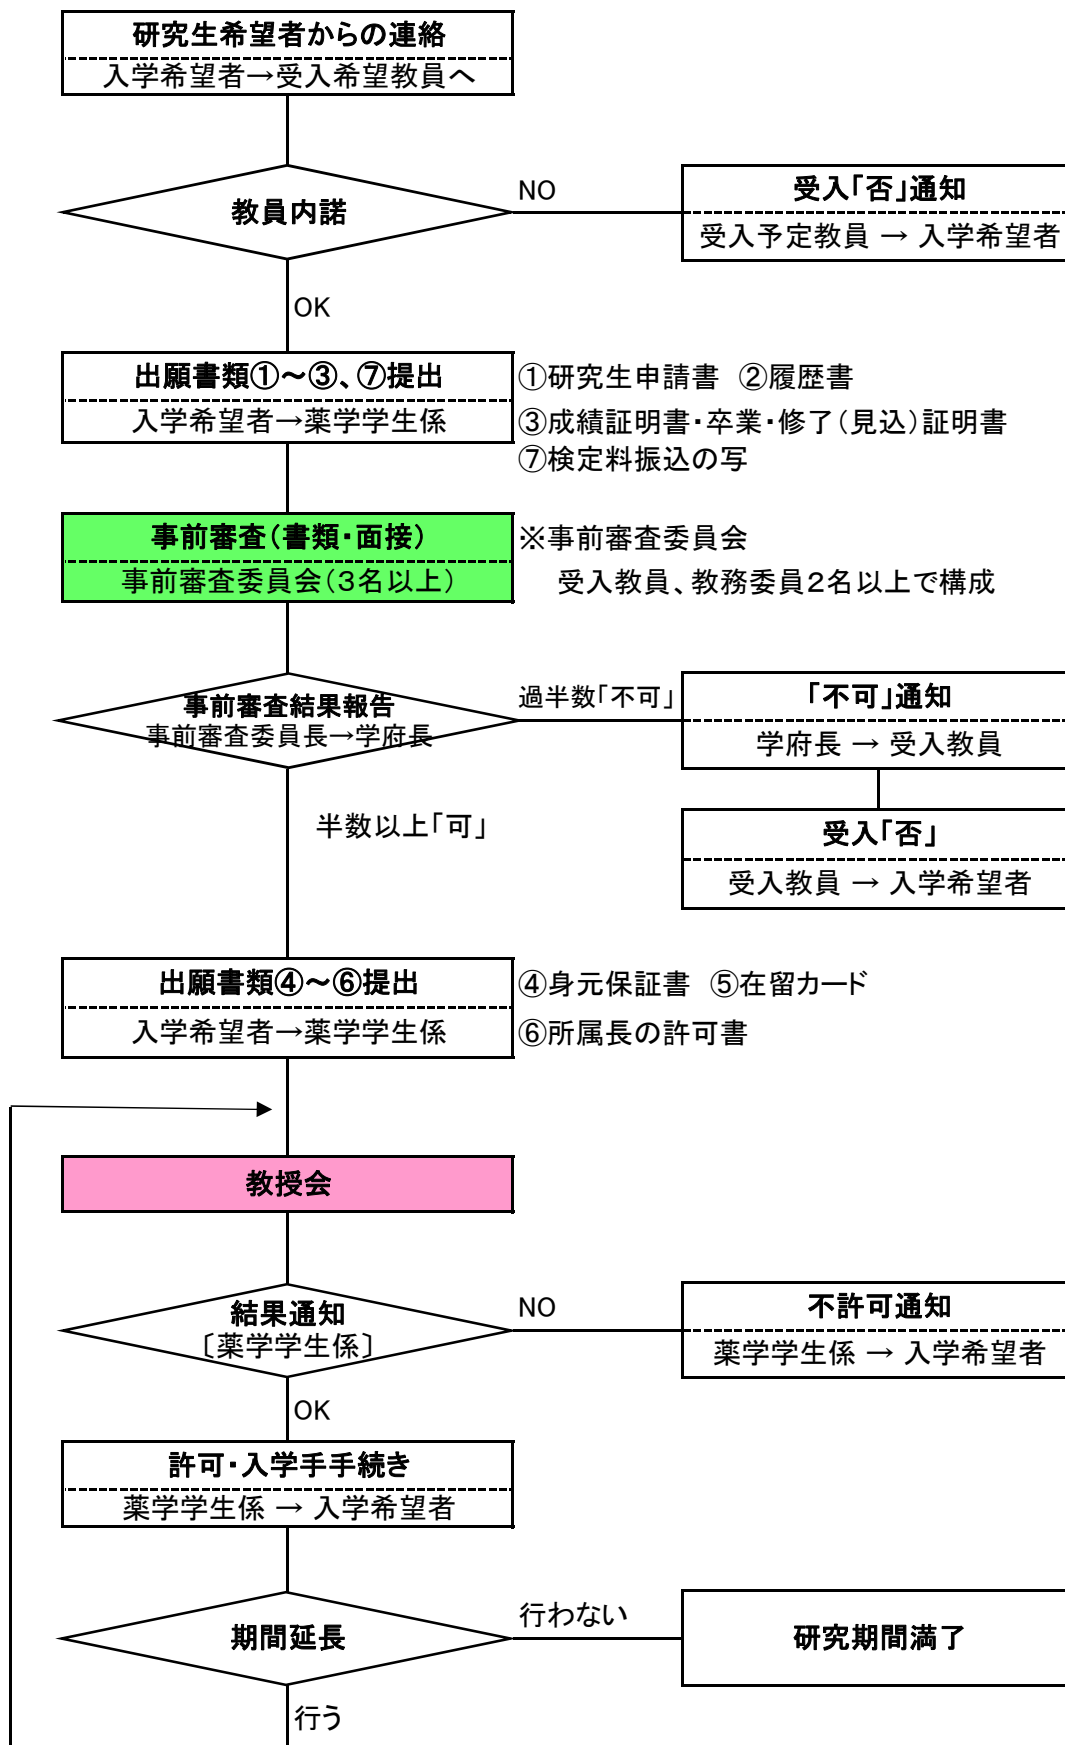 研究生希望者からの連絡
入学希望者→受入希望教員へ
教員内諾
NO
受入「否」通知
受入予定教員 → 入学希望者
OK
出願書類①～③、⑦提出
入学希望者→薬学学生係
①研究生申請書 ②履歴書
③成績証明書・卒業・修了（見込）証明書
⑦検定料振込の写
事前審査（書類・面接）
事前審査委員会（３名以上）
※事前審査委員会
受入教員、教務委員２名以上で構成
事前審査結果報告
事前審査委員長→学府長
過半数「不可」
「不可」通知
学府長 → 受入教員
半数以上「可」
受入「否」
受入教員 → 入学希望者
出願書類④～⑥提出
入学希望者→薬学学生係
④身元保証書 ⑤在留カード
⑥所属長の許可書
教授会
結果通知
〔薬学学生係〕
NO
不許可通知
薬学学生係 → 入学希望者
OK
許可・入学手手続き
薬学学生係 → 入学希望者
期間延長
行わない
研究期間満了
行う